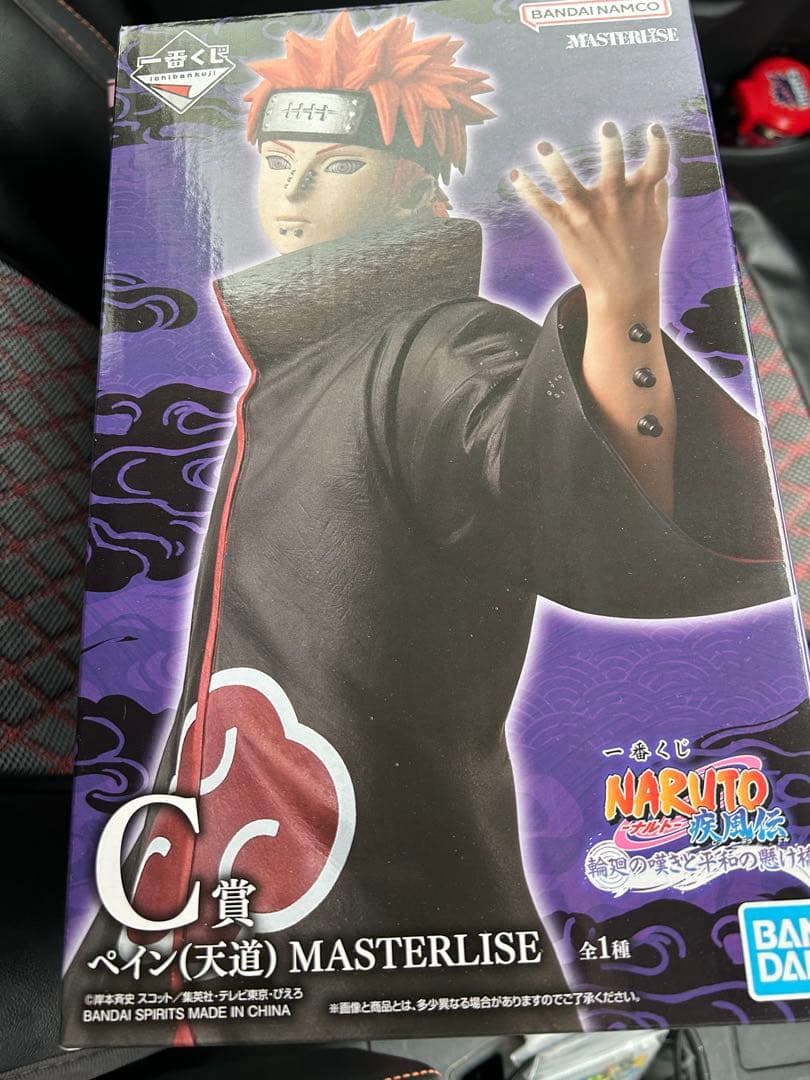 一番くじ
ichibankuji
BANDAI NAMCO
MASTERLISE
一番くじ
NARUTO
-ナルト-
疾風伝
輪廻の嘆きと平和の懸け
C賞
ペイン(天道) MASTERLISE 全1種
©岸本斉史 スコット/集英社・テレビ東京・ぴえろ
BANDAI SPIRITS MADE IN CHINA
※画像と商品とは、多少異なる場合がありますのでご了承ください。
BAN
DA